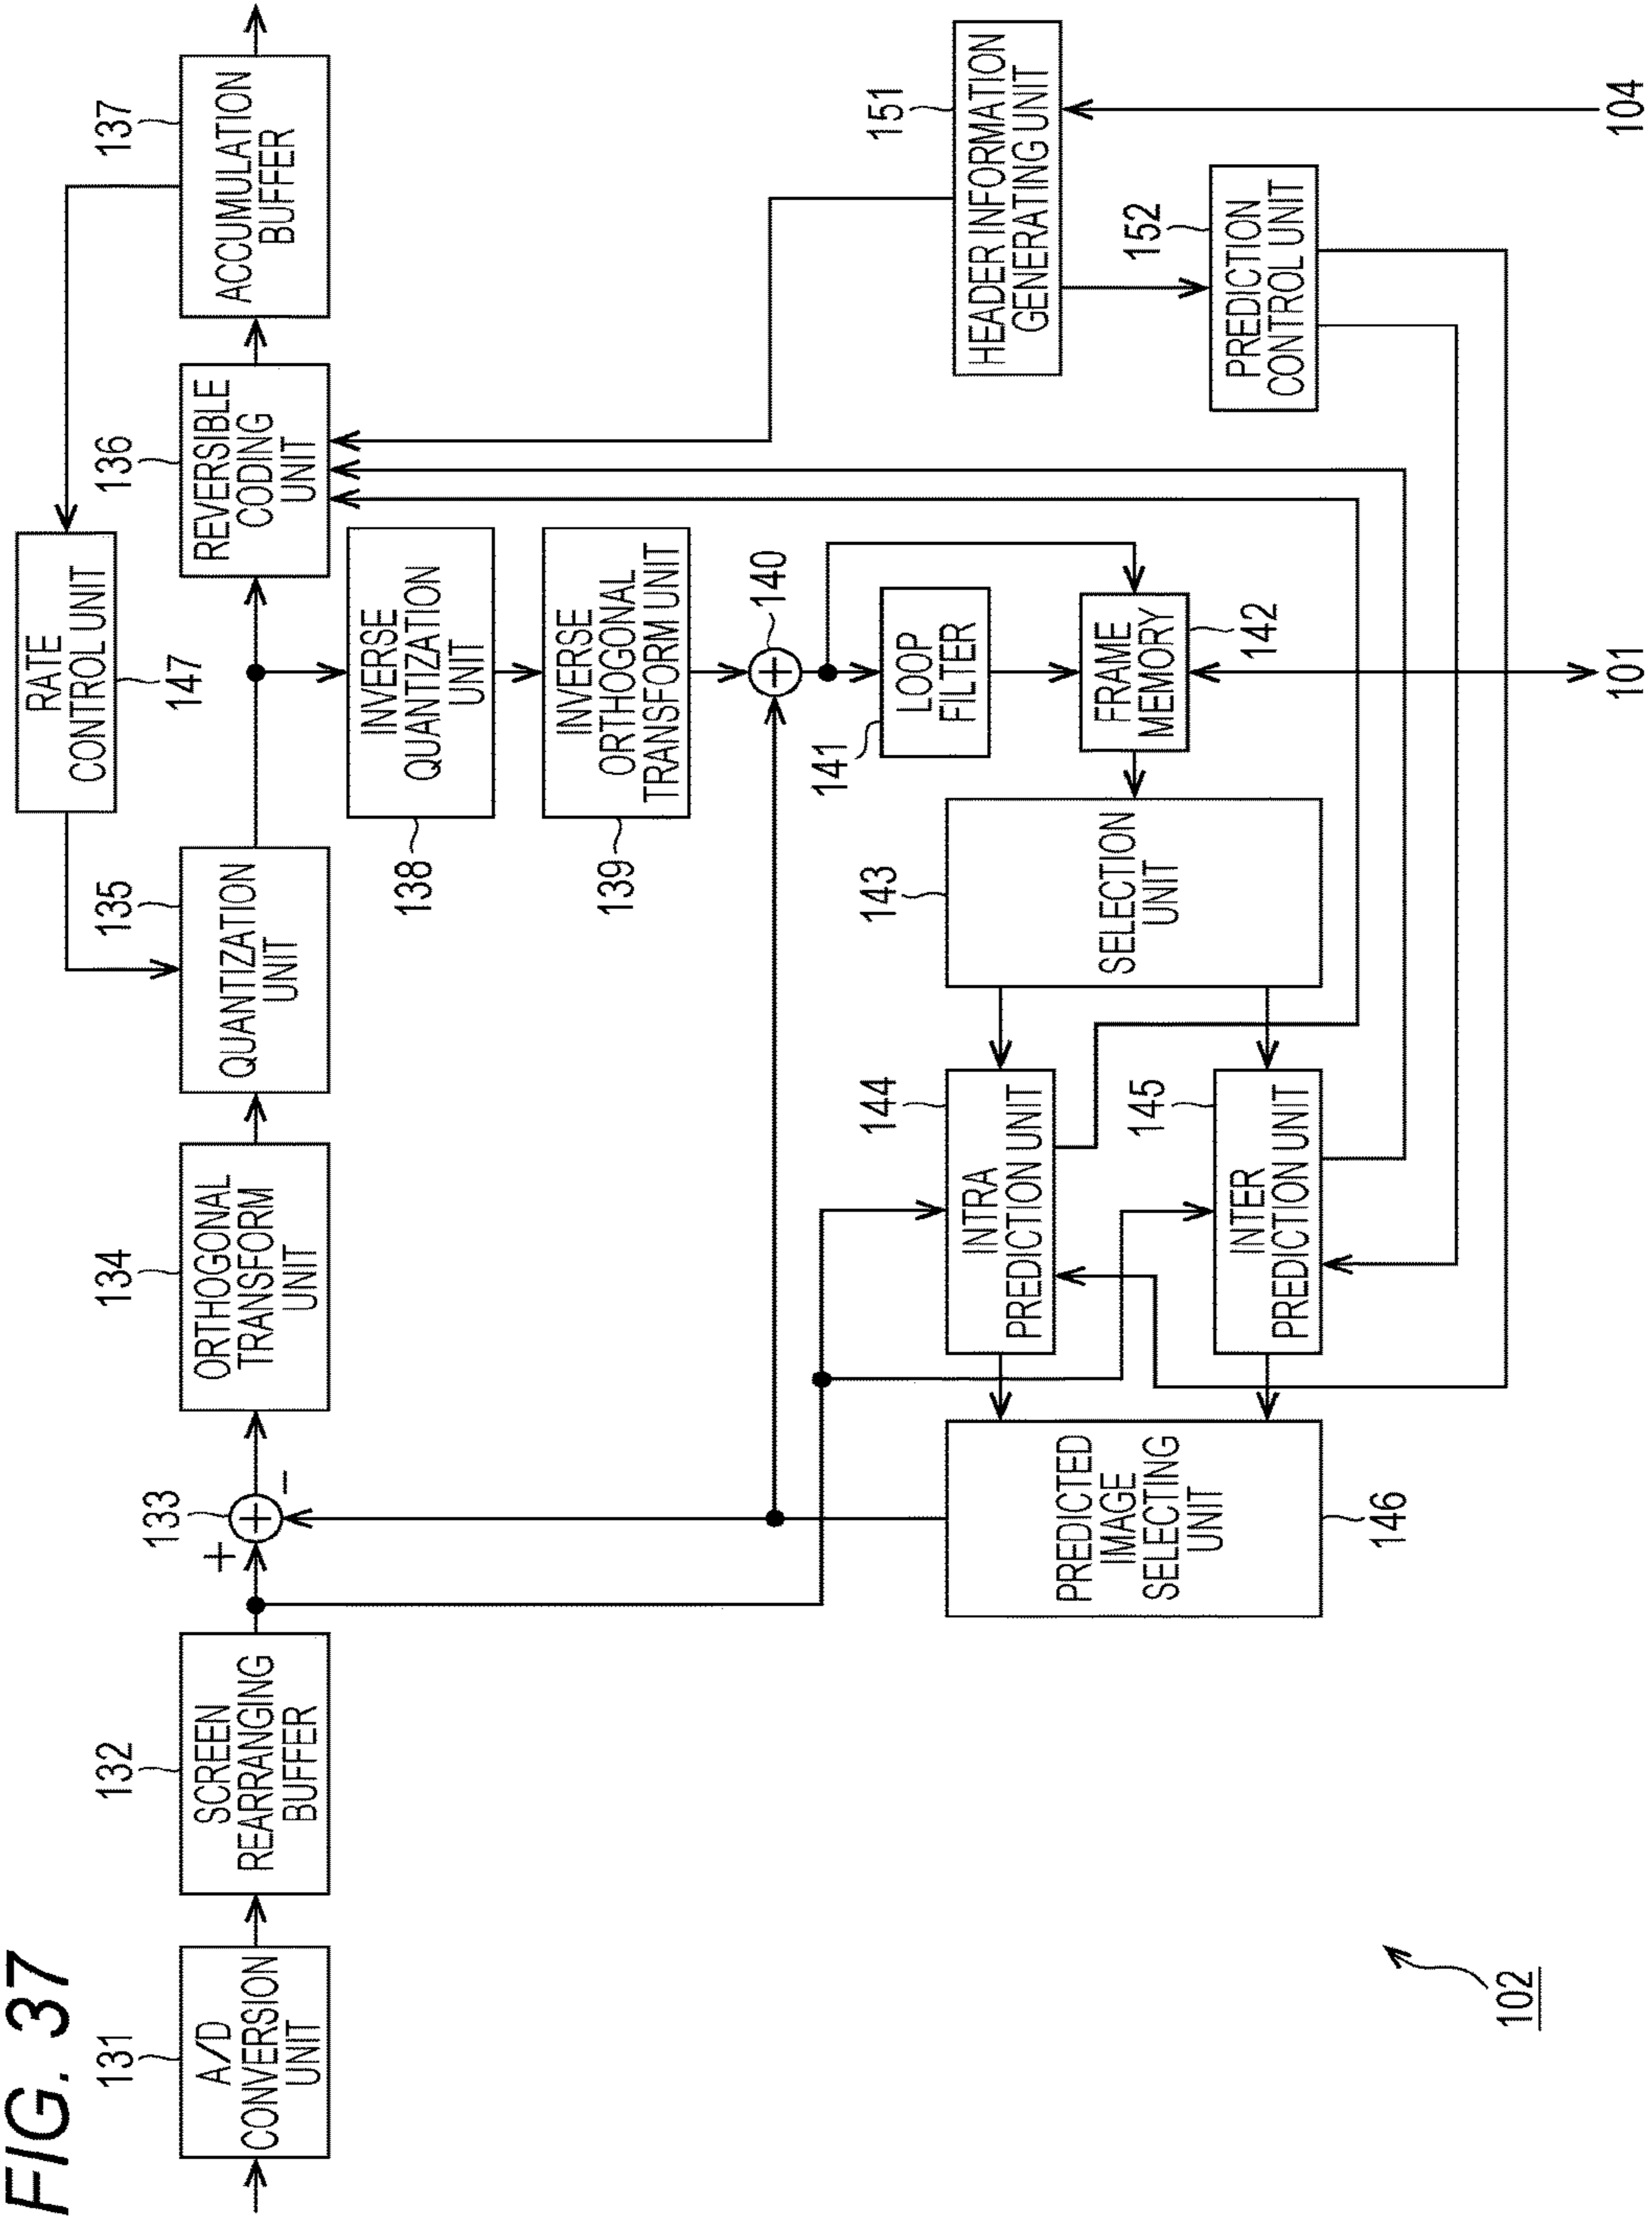 FIG. 37
131
A/D
CONVERSION
UNIT
132
SCREEN
REARRANGING
BUFFER
133
+
−
134
ORTHOGONAL
TRANSFORM
UNIT
135
QUANTIZATION
UNIT
RATE
CONTROL UNIT
147
136
REVERSIBLE
CODING
UNIT
137
ACCUMULATION
BUFFER
INVERSE
QUANTIZATION
UNIT
138
INVERSE
ORTHOGONAL
TRANSFORM UNIT
139
140
LOOP
FILTER
141
FRAME
MEMORY
142
101
143
SELECTION
UNIT
144
INTRA
PREDICTION UNIT
145
INTER
PREDICTION UNIT
PREDICTED
IMAGE
SELECTING
UNIT
146
151
HEADER INFORMATION
GENERATING UNIT
104
152
PREDICTION
CONTROL UNIT
102